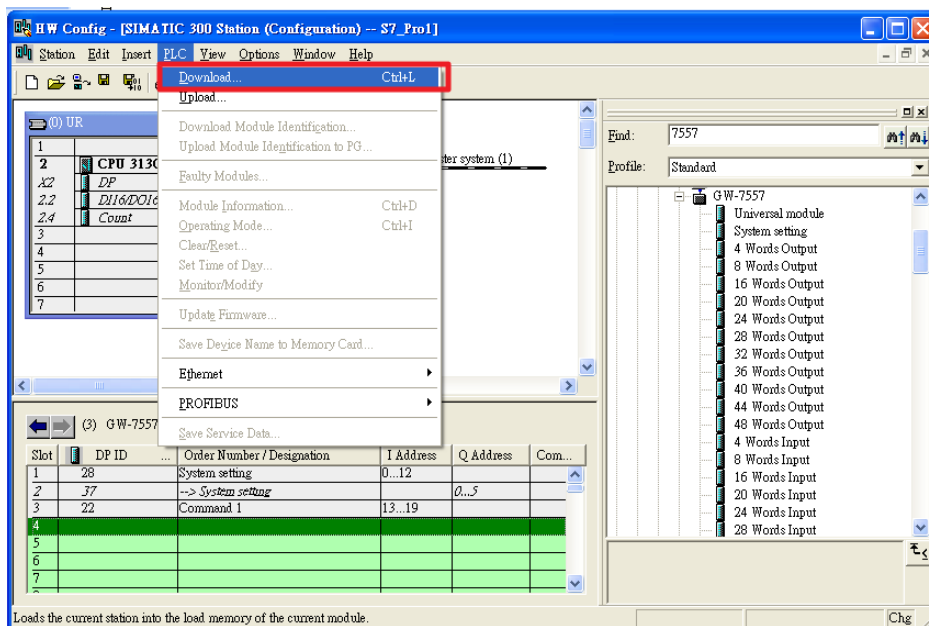 HW Config - [SIMATIC 300 Station (Configuration) -- S7_Pro1]
Station Edit Insert PLC View Options Window Help
Download... Ctrl+L
Upload...
Download Module Identification...
Upload Module Identification to PG...
Faulty Modules...
Module Information... Ctrl+D
Operating Mode... Ctrl+I
Clear/Reset...
Set Time of Day...
Monitor/Modify
Update Firmware...
Save Device Name to Memory Card...
Ethernet
PROFIBUS
Save Service Data...
(0) UR
1
2 CPU 313C
X2 DP
2.2 DI16/DO16
2.4 Count
3
4
5
6
7
ter system (1)
Find: 7557
Profile: Standard
GW-7557
Universal module
System setting
4 Words Output
8 Words Output
16 Words Output
20 Words Output
24 Words Output
28 Words Output
32 Words Output
36 Words Output
40 Words Output
44 Words Output
48 Words Output
4 Words Input
8 Words Input
16 Words Input
20 Words Input
24 Words Input
28 Words Input
(3) GW-7557
Slot DP ID ... Order Number / Designation I Address Q Address Com...
1 28 System setting 0...12
2 37 --> System setting 0...5
3 22 Command 1 13...19
4
5
6
7
Loads the current station into the load memory of the current module.
Chg